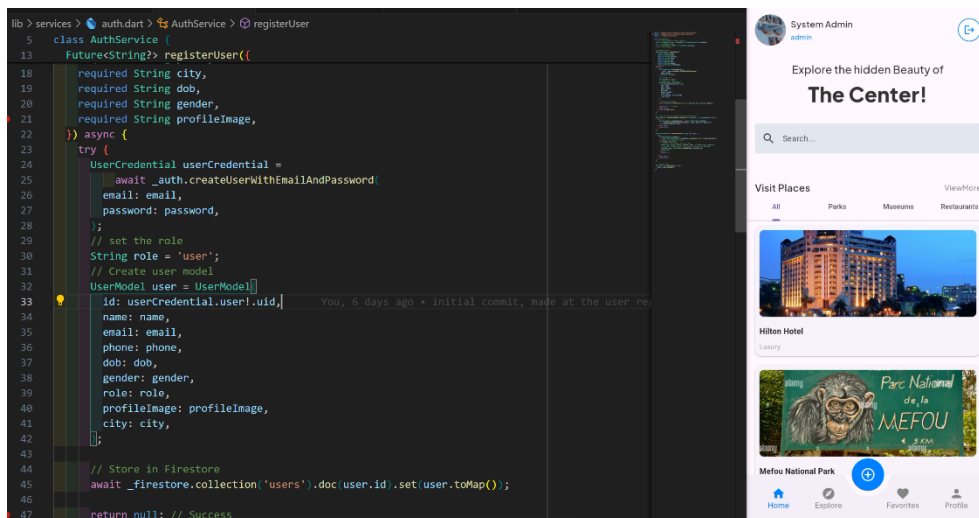 lib > services > auth.dart > AuthService > registerUser
5 class AuthService {
13 Future<String?> registerUser({
18 required String city,
19 required String dob,
20 required String gender,
21 required String profileImage,
22 }) async {
23 try {
24 UserCredential userCredential =
25 await _auth.createUserWithEmailAndPassword(
26 email: email,
27 password: password,
28 );
29 // set the role
30 String role = 'user';
31 // Create user model
32 UserModel user = UserModel(
33 id: userCredential.user!.uid, You, 6 days ago • initial commit, made at the user re
34 name: name,
35 email: email,
36 phone: phone,
37 dob: dob,
38 gender: gender,
39 role: role,
40 profileImage: profileImage,
41 city: city,
42 );
43
44 // Store in Firestore
45 await _firestore.collection('users').doc(user.id).set(user.toMap());
46
47 return null; // Success
System Admin
admin
Explore the hidden Beauty of
The Center!
Search...
Visit Places ViewMore
All Parks Museums Restaurants
Hilton Hotel
Luxury
alamy
alamy
Parc National
de la
MEFOU
4.5KM
Mefou National Park
Home Explore Favorites Profile